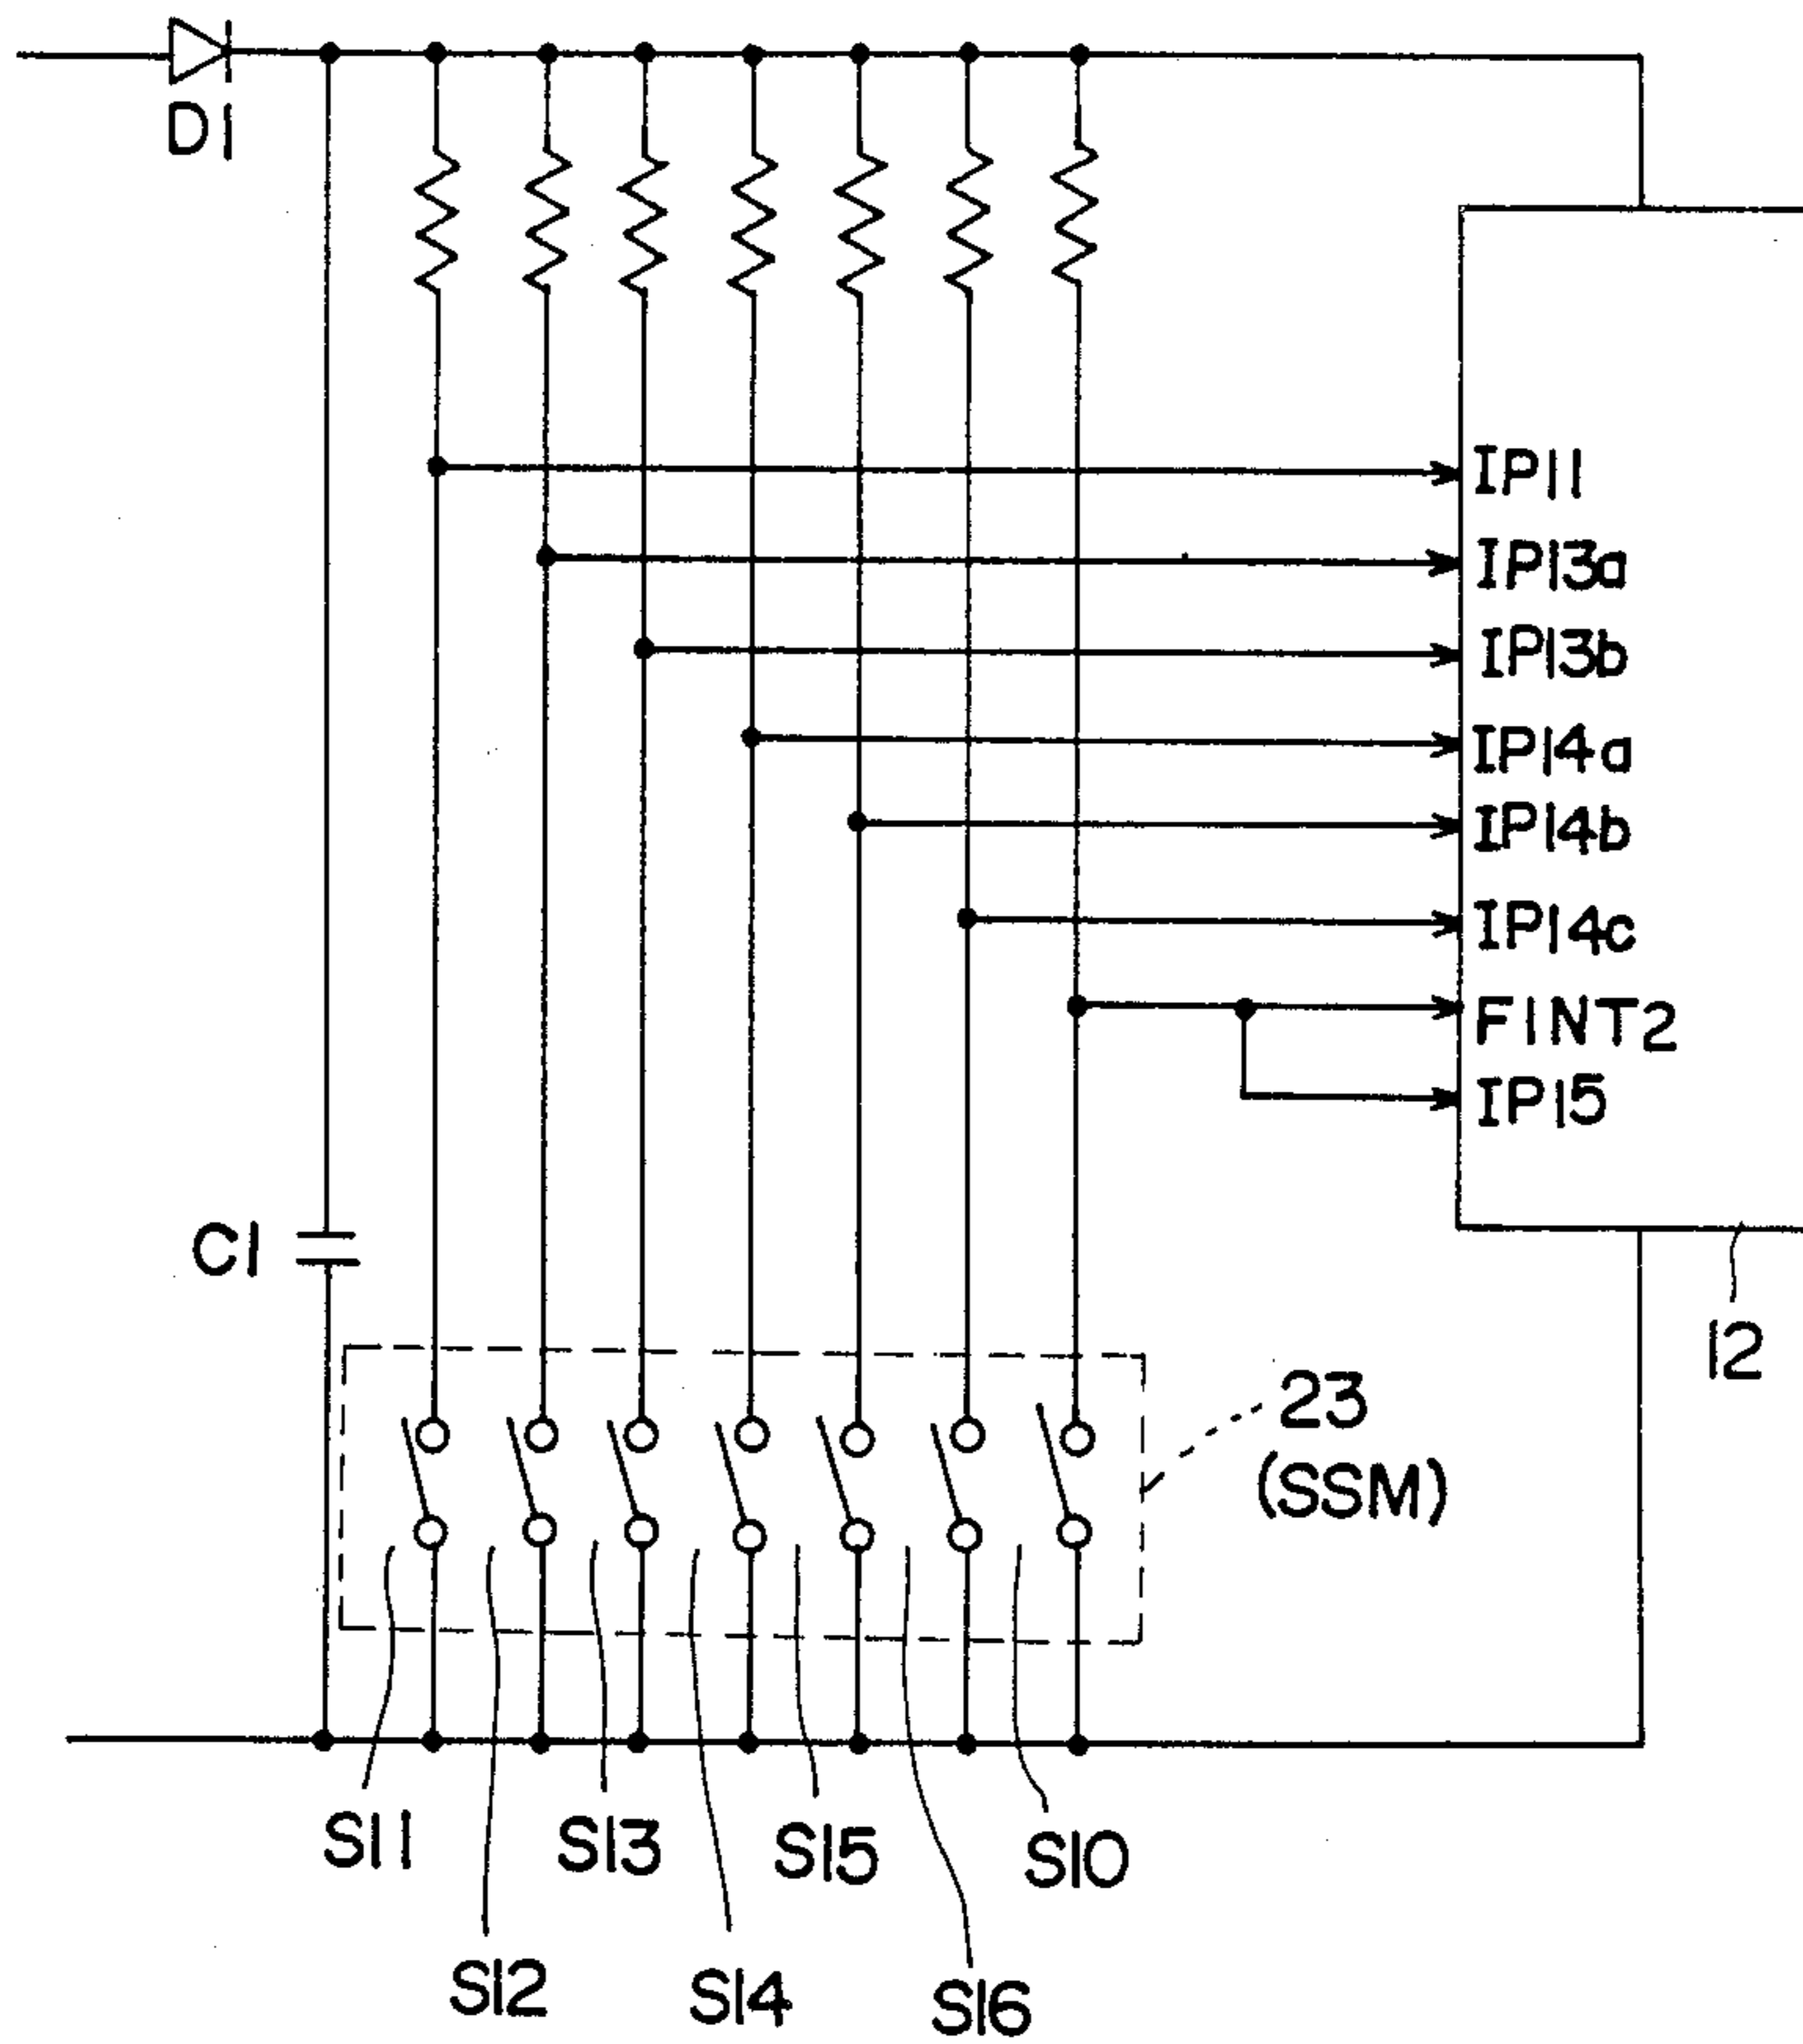 D1
IP11
IP13a
IP13b
IP14a
IP14b
IP14c
FINT2
IP15
C1
12
23
(SSM)
S11
S13
S15
S10
S12
S14
S16